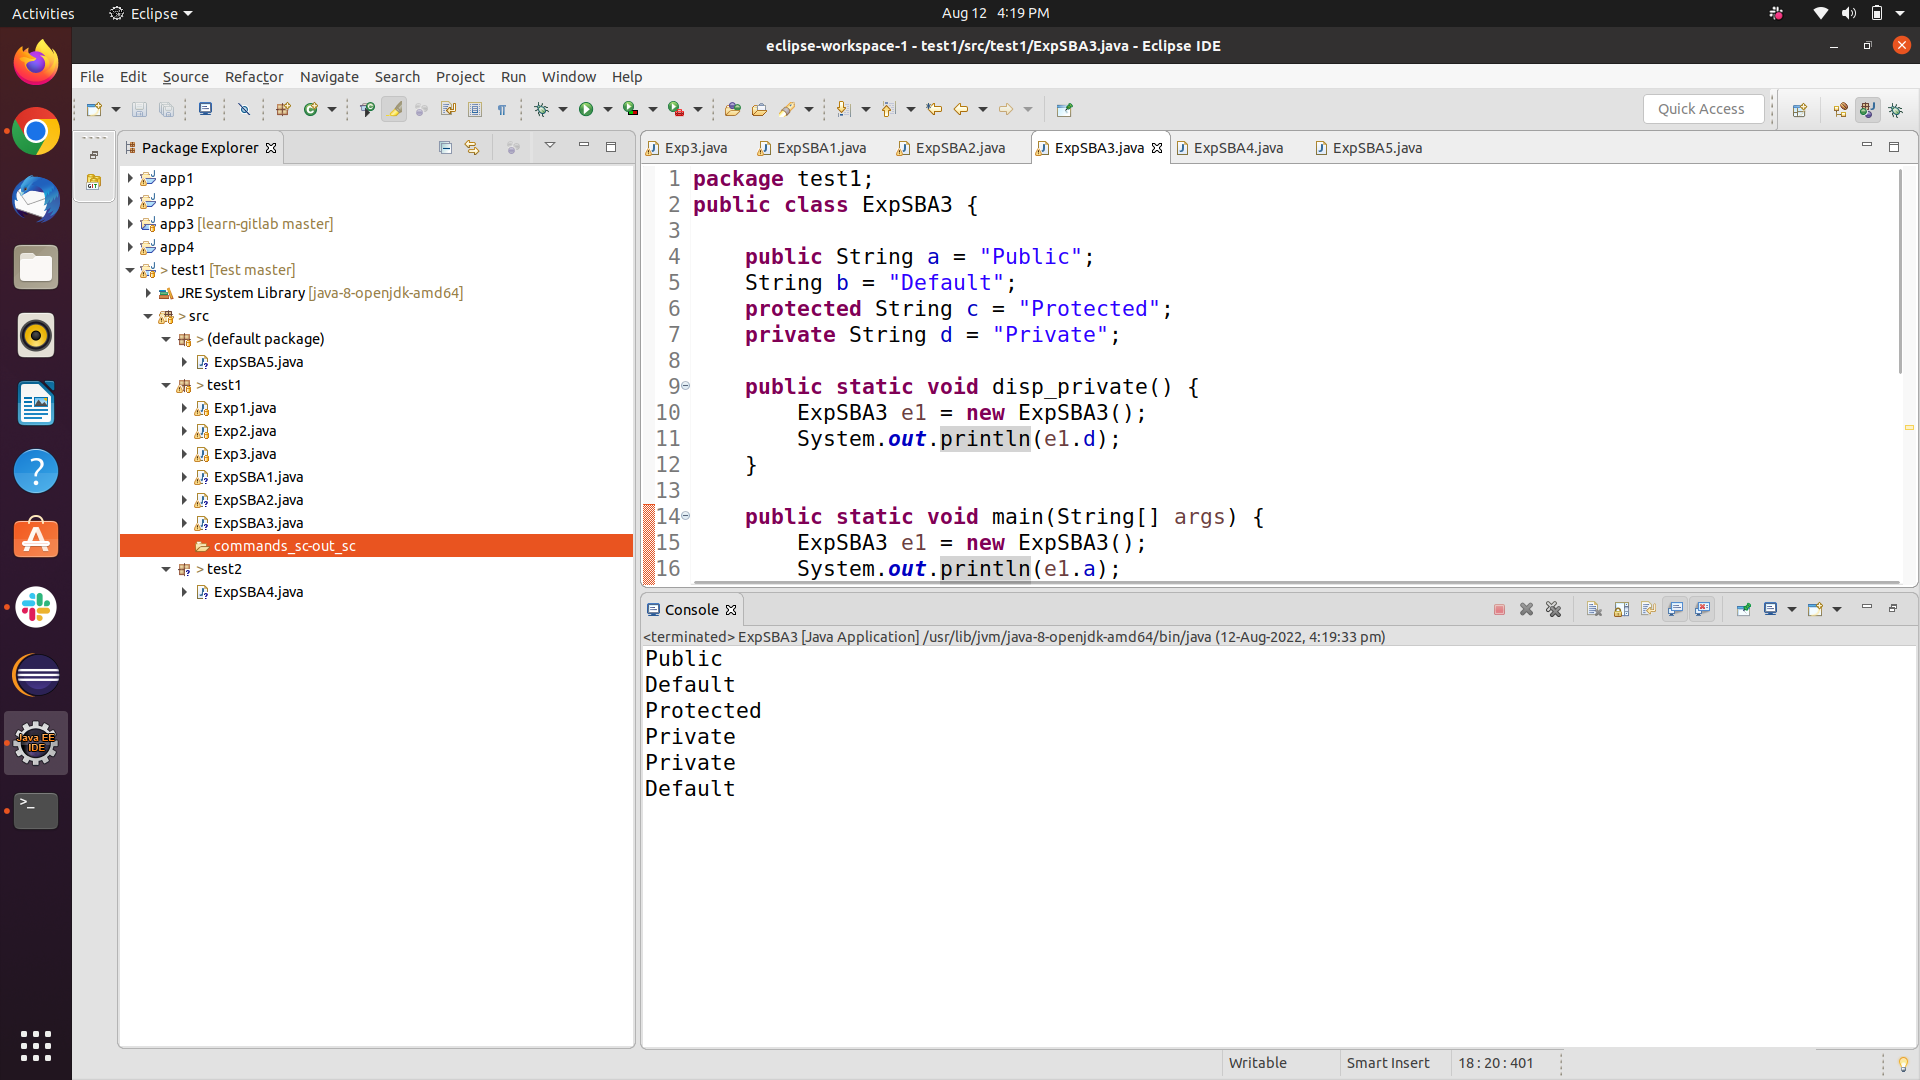 Activities
Eclipse
Aug 12 4:19 PM
eclipse-workspace-1 - test1/src/test1/ExpSBA3.java - Eclipse IDE
File Edit Source Refactor Navigate Search Project Run Window Help
Quick Access
Package Explorer
GIT
app1
app2
app3 [learn-gitlab master]
app4
> test1 [Test master]
JRE System Library [java-8-openjdk-amd64]
> src
> (default package)
ExpSBA5.java
> test1
Exp1.java
Exp2.java
Exp3.java
ExpSBA1.java
ExpSBA2.java
ExpSBA3.java
commands_sc-out_sc
> test2
ExpSBA4.java
Java EE
IDE
Exp3.java ExpSBA1.java ExpSBA2.java ExpSBA3.java ExpSBA4.java ExpSBA5.java
1 package test1;
2 public class ExpSBA3 {
3
4 public String a = "Public";
5 String b = "Default";
6 protected String c = "Protected";
7 private String d = "Private";
8
9 public static void disp_private() {
10 ExpSBA3 e1 = new ExpSBA3();
11 System.out.println(e1.d);
12 }
13
14 public static void main(String[] args) {
15 ExpSBA3 e1 = new ExpSBA3();
16 System.out.println(e1.a);
Console
<terminated> ExpSBA3 [Java Application] /usr/lib/jvm/java-8-openjdk-amd64/bin/java (12-Aug-2022, 4:19:33 pm)
Public
Default
Protected
Private
Private
Default
Writable Smart Insert 18 : 20 : 401